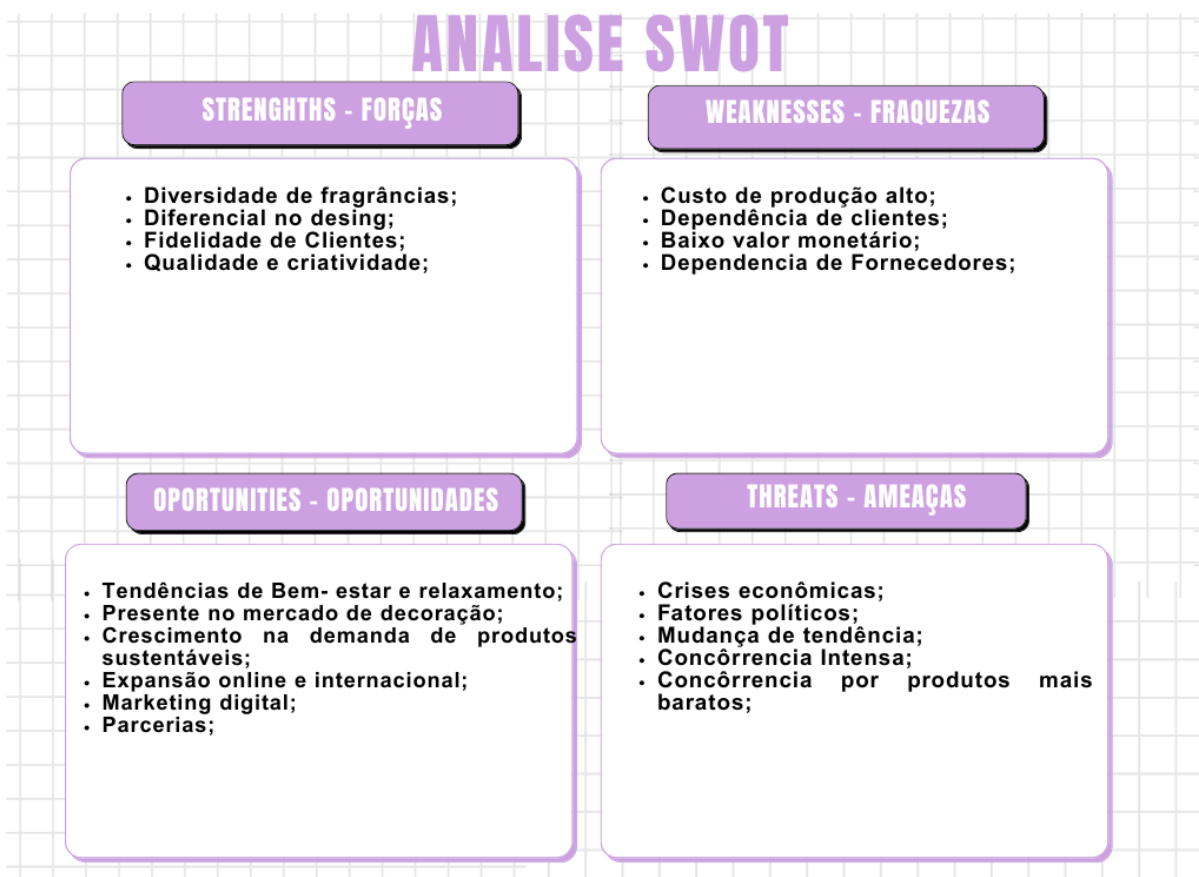 ANALISE SWOT
STRENGHTHS - FORÇAS
Diversidade de fragrâncias;
Diferencial no desing;
Fidelidade de Clientes;
Qualidade e criatividade;
WEAKNESSES - FRAQUEZAS
Custo de produção alto;
Dependência de clientes;
Baixo valor monetário;
Dependencia de Fornecedores;
OPORTUNITIES - OPORTUNIDADES
Tendências de Bem- estar e relaxamento;
Presente no mercado de decoração;
Crescimento na demanda de produtos
sustentáveis;
Expansão online e internacional;
Marketing digital;
Parcerias;
THREATS - AMEAÇAS
Crises econômicas;
Fatores políticos;
Mudança de tendência;
Concôrrencia Intensa;
Concôrrencia por produtos mais
baratos;